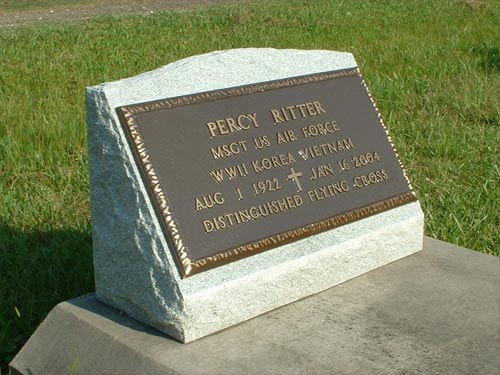 PERCY RITTER
MSGT US AIR FORCE
WWII KOREA VIETNAM
AUG 1 1922 ✝ JAN 16 2004
DISTINGUISHED FLYING CROSS